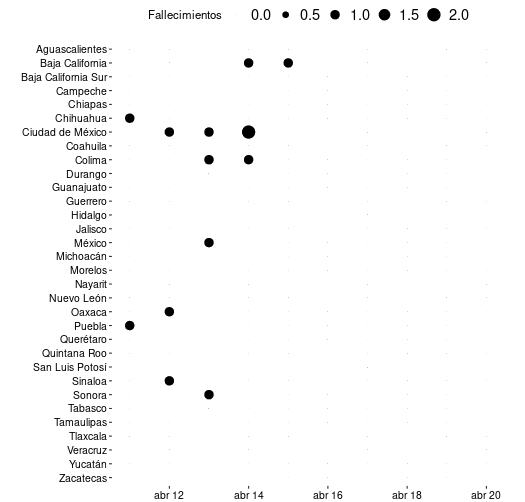 Fallecimientos 0.0 0.5 1.0 1.5 2.0
Aguascalientes
Baja California
Baja California Sur
Campeche
Chiapas
Chihuahua
Ciudad de México
Coahuila
Colima
Durango
Guanajuato
Guerrero
Hidalgo
Jalisco
México
Michoacán
Morelos
Nayarit
Nuevo León
Oaxaca
Puebla
Querétaro
Quintana Roo
San Luis Potosí
Sinaloa
Sonora
Tabasco
Tamaulipas
Tlaxcala
Veracruz
Yucatán
Zacatecas
abr 12 abr 14 abr 16 abr 18 abr 20